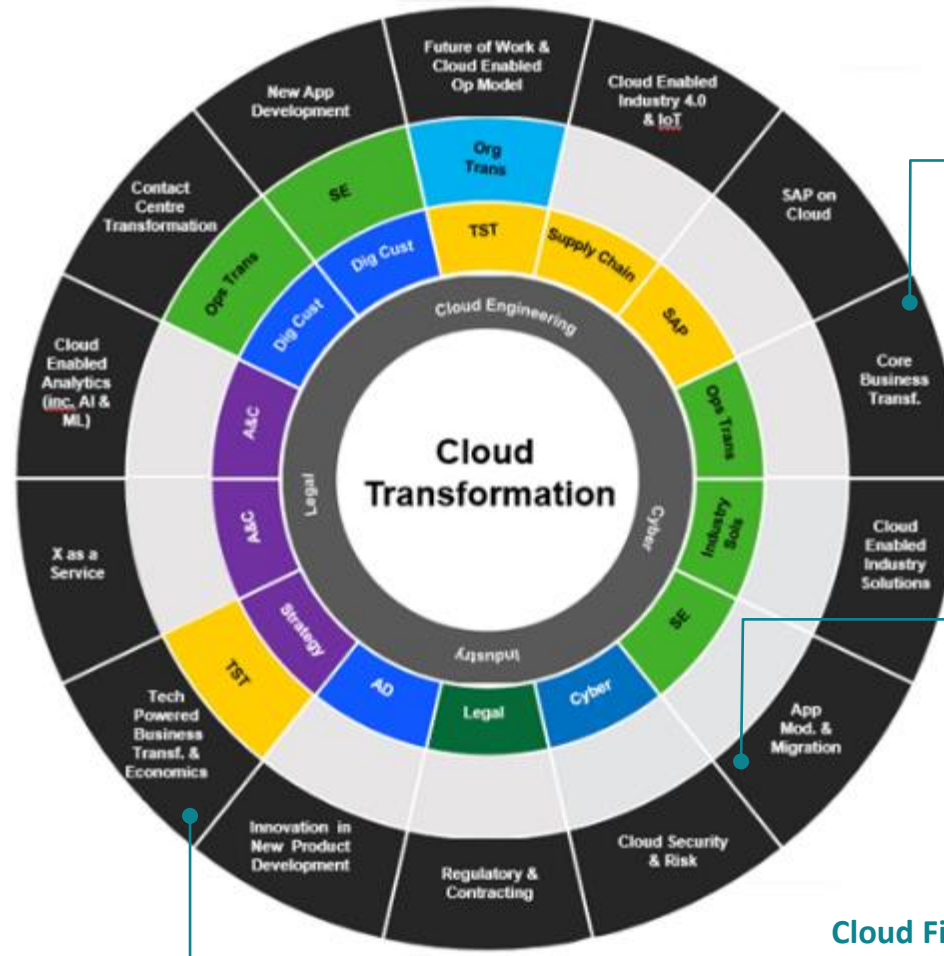 Future of Work &
Cloud Enabled
Op Model
Cloud Enabled
Industry 4.0
& IoT
SAP on
Cloud
Core
Business
Transf.
Cloud
Enabled
Industry
Solutions
App
Mod. &
Migration
Cloud Security
& Risk
Regulatory &
Contracting
Innovation in
New Product
Development
Tech
Powered
Business
Transf. &
Economics
X as a
Service
Cloud
Enabled
Analytics
(inc. AI &
ML)
Contact
Centre
Transformation
New App
Development
Org
Trans
SE
Ops Trans
TST
TST
Supply Chain
SAP
Ops Trans
Industry
Sols
SE
Cyber
Legal
AD
Strategy
A&C
A&C
Dig Cust
Dig Cust
Cloud Engineering
Cyber
Industry
Legal
Cloud
Transformation
Cloud Fi